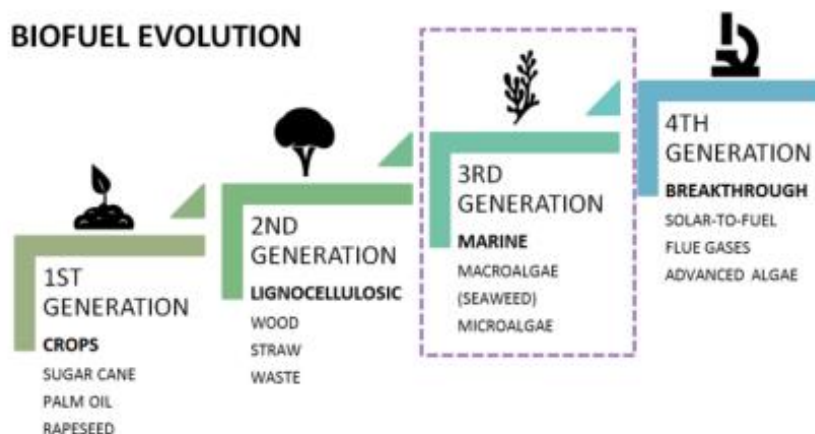 BIOFUEL EVOLUTION
1ST
GENERATION
CROPS
SUGAR CANE
PALM OIL
RAPESEED
2ND
GENERATION
LIGNOCELLULOSIC
WOOD
STRAW
WASTE
3RD
GENERATION
MARINE
MACROALGAE
(SEAWEED)
MICROALGAE
4TH
GENERATION
BREAKTHROUGH
SOLAR-TO-FUEL
FLUE GASES
ADVANCED ALGAE